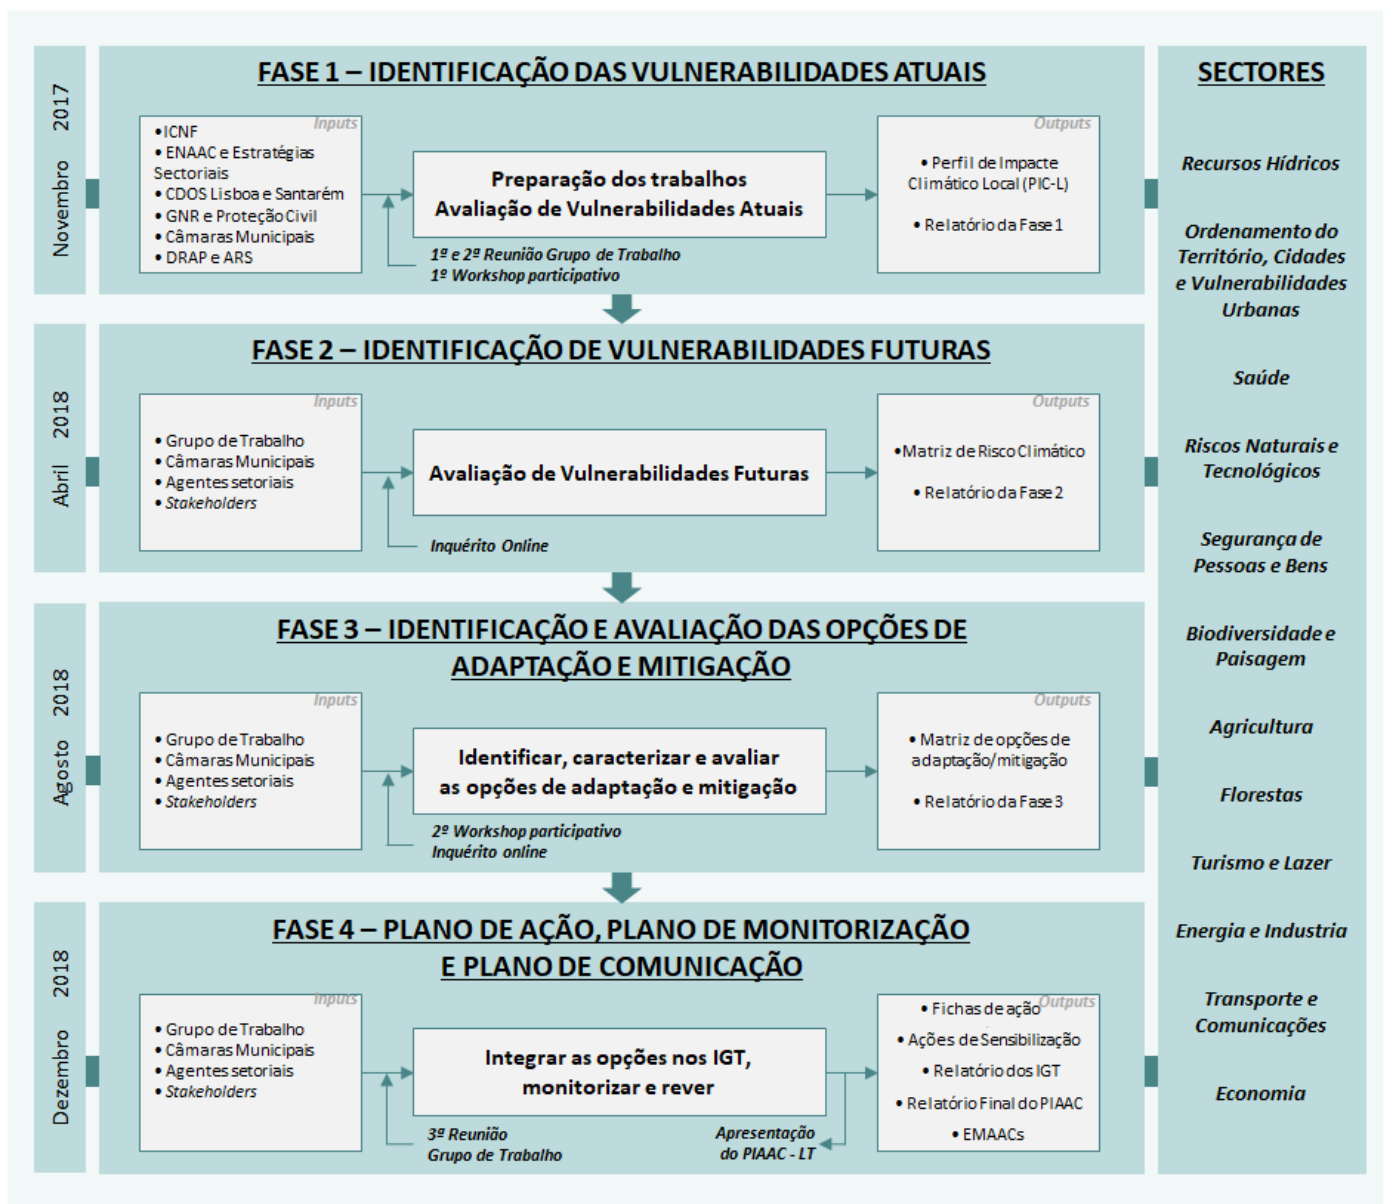 Novembro 2017
FASE 1 – IDENTIFICAÇÃO DAS VULNERABILIDADES ATUAIS
Inputs
•ICNF
• ENAAC e Estratégias
Sectoriais
• CDOS Lisboa e Santarém
• GNR e Proteção Civil
• Câmaras Municipais
• DRAP e ARS
Preparação dos trabalhos
Avaliação de Vulnerabilidades Atuais
1ª e 2ª Reunião Grupo de Trabalho
1º Workshop participativo
Outputs
• Perfil de Impacte
Climático Local (PIC-L)
• Relatório da Fase 1
Abril 2018
FASE 2 – IDENTIFICAÇÃO DE VULNERABILIDADES FUTURAS
Inputs
• Grupo de Trabalho
• Câmaras Municipais
• Agentes setoriais
• Stakeholders
Avaliação de Vulnerabilidades Futuras
Inquérito Online
Outputs
•Matriz de Risco Climático
• Relatório da Fase 2
Agosto 2018
FASE 3 – IDENTIFICAÇÃO E AVALIAÇÃO DAS OPÇÕES DE
ADAPTAÇÃO E MITIGAÇÃO
Inputs
• Grupo de Trabalho
• Câmaras Municipais
• Agentes setoriais
• Stakeholders
Identificar, caracterizar e avaliar
as opções de adaptação e mitigação
2º Workshop participativo
Inquérito online
Outputs
• Matriz de opções de
adaptação/mitigação
• Relatório da Fase 3
Dezembro 2018
FASE 4 – PLANO DE AÇÃO, PLANO DE MONITORIZAÇÃO
E PLANO DE COMUNICAÇÃO
Inputs
• Grupo de Trabalho
• Câmaras Municipais
• Agentes setoriais
• Stakeholders
Integrar as opções nos IGT,
monitorizar e rever
3ª Reunião
Grupo de Trabalho
Apresentação
do PIAAC - LT
Outputs
• Fichas de ação
• Ações de Sensibilização
• Relatório dos IGT
• Relatório Final do PIAAC
• EMAACs
SECTORES
Recursos Hídricos
Ordenamento do
Território, Cidades
e Vulnerabilidades
Urbanas
Saúde
Riscos Naturais e
Tecnológicos
Segurança de
Pessoas e Bens
Biodiversidade e
Paisagem
Agricultura
Florestas
Turismo e Lazer
Energia e Industria
Transporte e
Comunicações
Economia